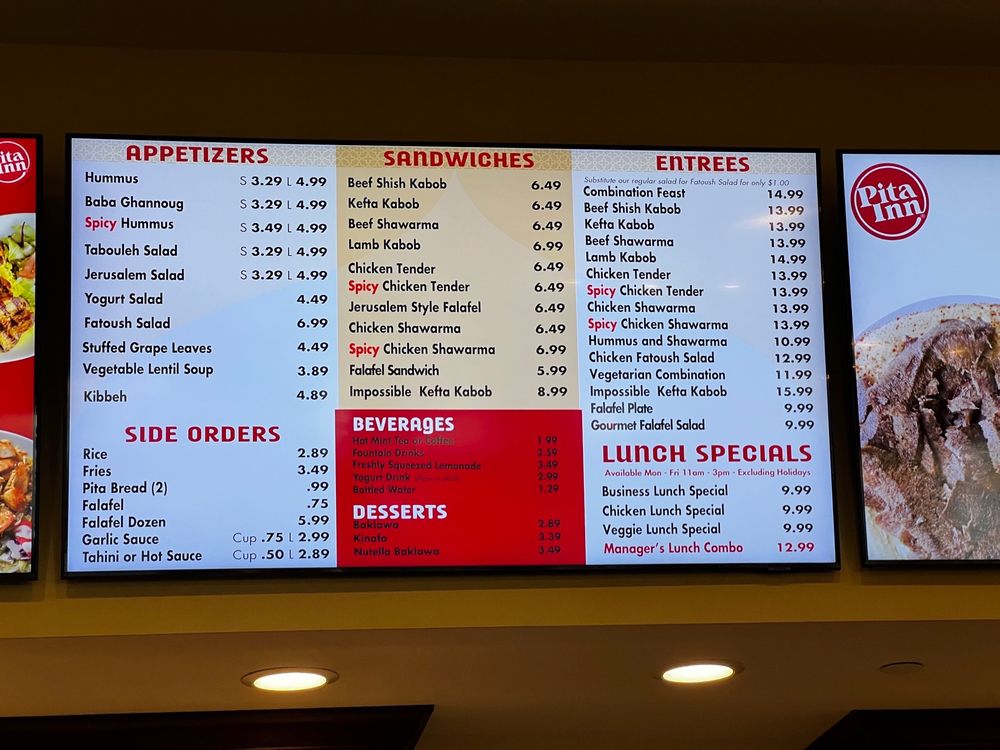 ita
Inn
APPETIZERS
Hummus S 3.29 L 4.99
Baba Ghannoug S 3.29 L 4.99
Spicy Hummus S 3.49 L 4.99
Tabouleh Salad S 3.29 L 4.99
Jerusalem Salad S 3.29 L 4.99
Yogurt Salad 4.49
Fatoush Salad 6.99
Stuffed Grape Leaves 4.49
Vegetable Lentil Soup 3.89
Kibbeh 4.89
SIDE ORDERS
Rice 2.89
Fries 3.49
Pita Bread (2) .99
Falafel .75
Falafel Dozen 5.99
Garlic Sauce Cup .75 L 2.99
Tahini or Hot Sauce Cup .50 L 2.89
SANDWICHES
Beef Shish Kabob 6.49
Kefta Kabob 6.49
Beef Shawarma 6.49
Lamb Kabob 6.99
Chicken Tender 6.49
Spicy Chicken Tender 6.49
Jerusalem Style Falafel 6.49
Chicken Shawarma 6.49
Spicy Chicken Shawarma 6.99
Falafel Sandwich 5.99
Impossible Kefta Kabob 8.99
BEVERAGES
Hot Mint Tea or Coffee 1.99
Fountain Drinks 2.59
Freshly Squeezed Lemonade 3.49
Yogurt Drink 2.99
Bottled Water 1.29
DESSERTS
Baklawa 2.89
Kinafa 3.39
Nutella Baklawa 3.49
ENTREES
Substitute our regular salad for Fatoush Salad for only $1.00
Combination Feast 14.99
Beef Shish Kabob 13.99
Kefta Kabob 13.99
Beef Shawarma 13.99
Lamb Kabob 14.99
Chicken Tender 13.99
Spicy Chicken Tender 13.99
Chicken Shawarma 13.99
Spicy Chicken Shawarma 13.99
Hummus and Shawarma 10.99
Chicken Fatoush Salad 12.99
Vegetarian Combination 11.99
Impossible Kefta Kabob 15.99
Falafel Plate 9.99
Gourmet Falafel Salad 9.99
LUNCH SPECIALS
Available Mon - Fri 11am - 3pm - Excluding Holidays
Business Lunch Special 9.99
Chicken Lunch Special 9.99
Veggie Lunch Special 9.99
Manager's Lunch Combo 12.99
Pita
Inn